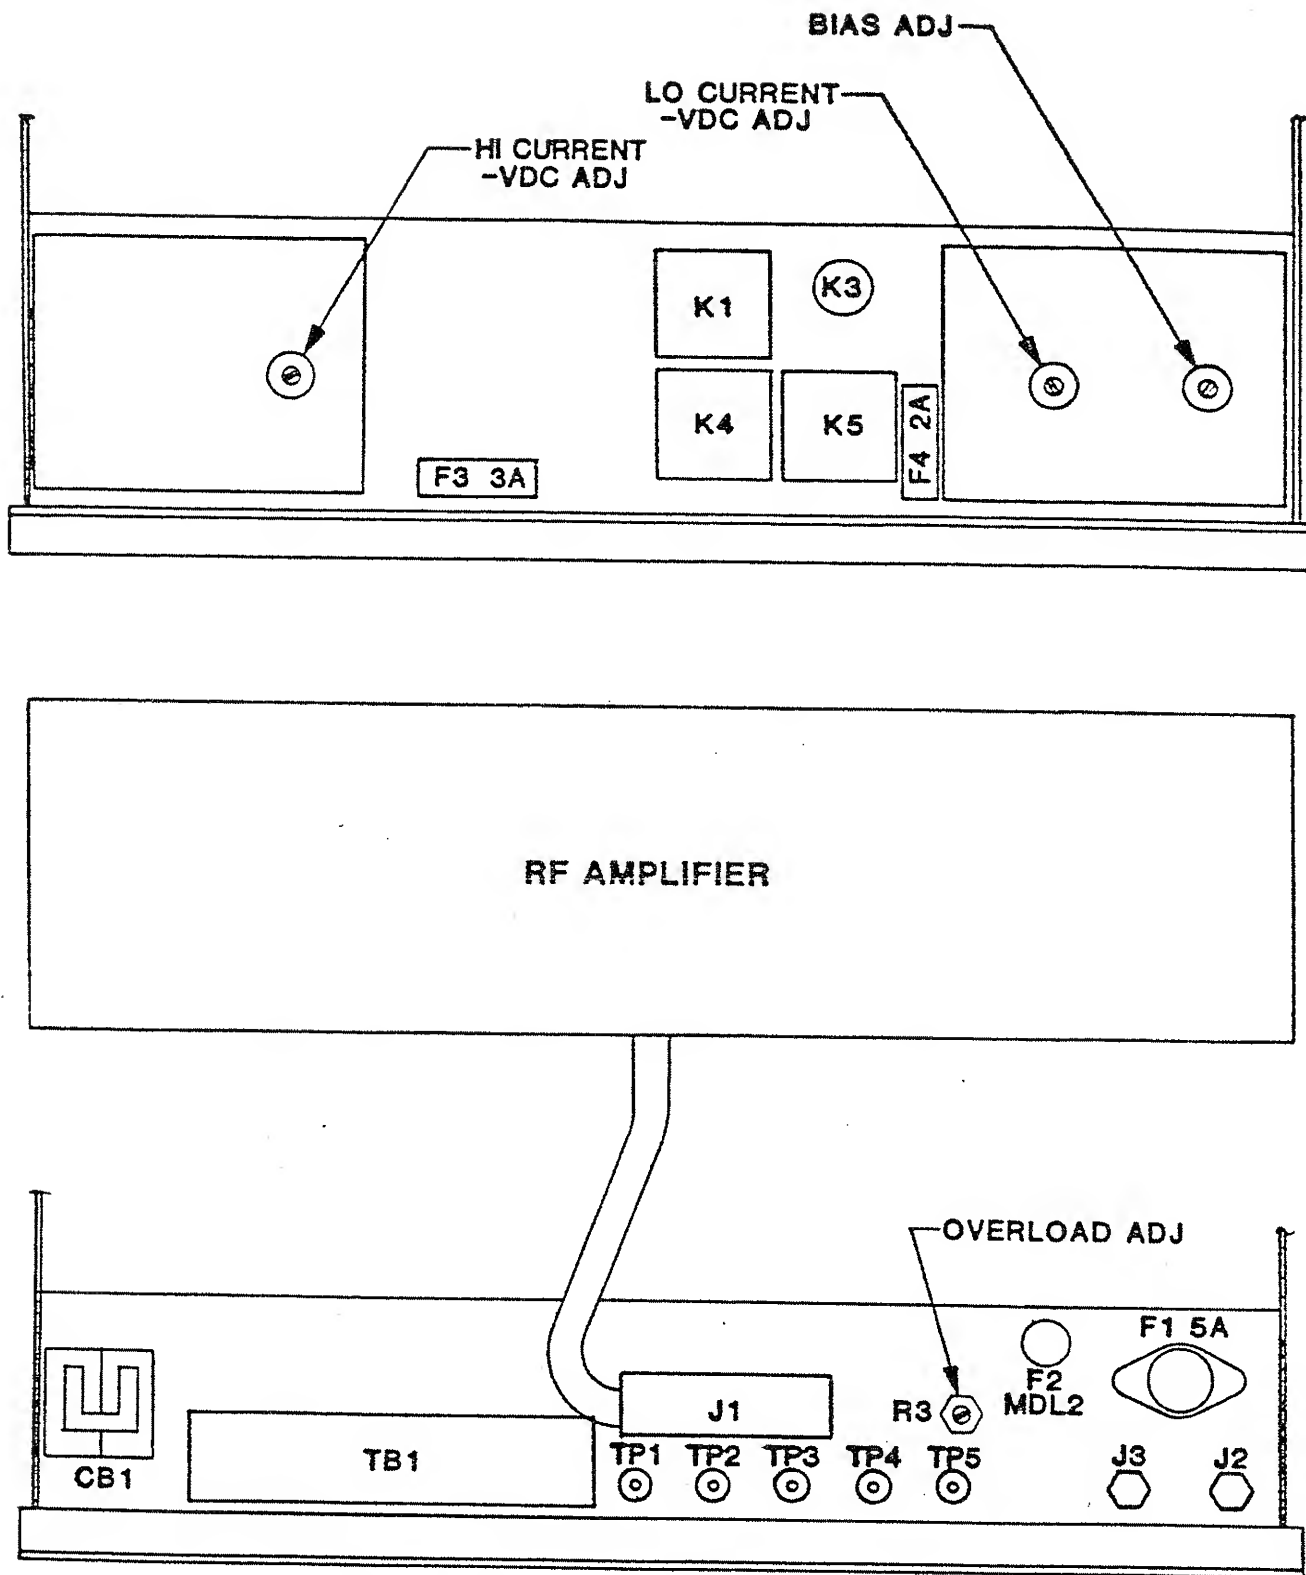 BIAS ADJ
LO CURRENT
-VDC ADJ
HI CURRENT
-VDC ADJ
K1
K3
K4
K5
F4 2A
F3 3A
RF AMPLIFIER
OVERLOAD ADJ
F1 5A
F2
MDL2
R3
J1
TB1
CB1
TP1
TP2
TP3
TP4
TP5
J3
J2